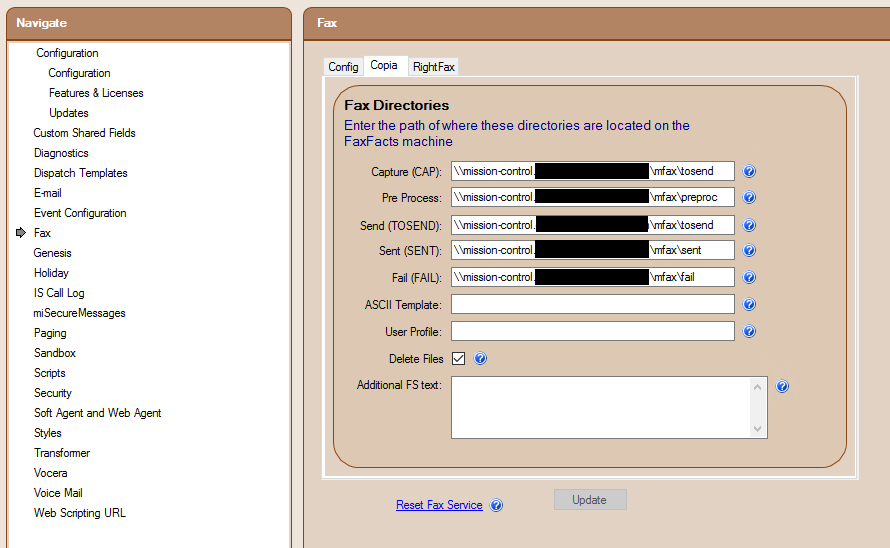 Navigate
Configuration
Configuration
Features & Licenses
Updates
Custom Shared Fields
Diagnostics
Dispatch Templates
E-mail
Event Configuration
Fax
Genesis
Holiday
IS Call Log
miSecureMessages
Paging
Sandbox
Scripts
Security
Soft Agent and Web Agent
Styles
Transformer
Vocera
Voice Mail
Web Scripting URL
Fax
Config Copia RightFax
Fax Directories
Enter the path of where these directories are located on the
FaxFacts machine
Capture (CAP): \\mission-control. \mfax\tosend
Pre Process: \\mission-control. \mfax\preproc
Send (TOSEND): \\mission-control. \mfax\tosend
Sent (SENT): \\mission-control. \mfax\sent
Fail (FAIL): \\mission-control. \mfax\fail
ASCII Template:
User Profile:
Delete Files
Additional FS text:
Reset Fax Service Update